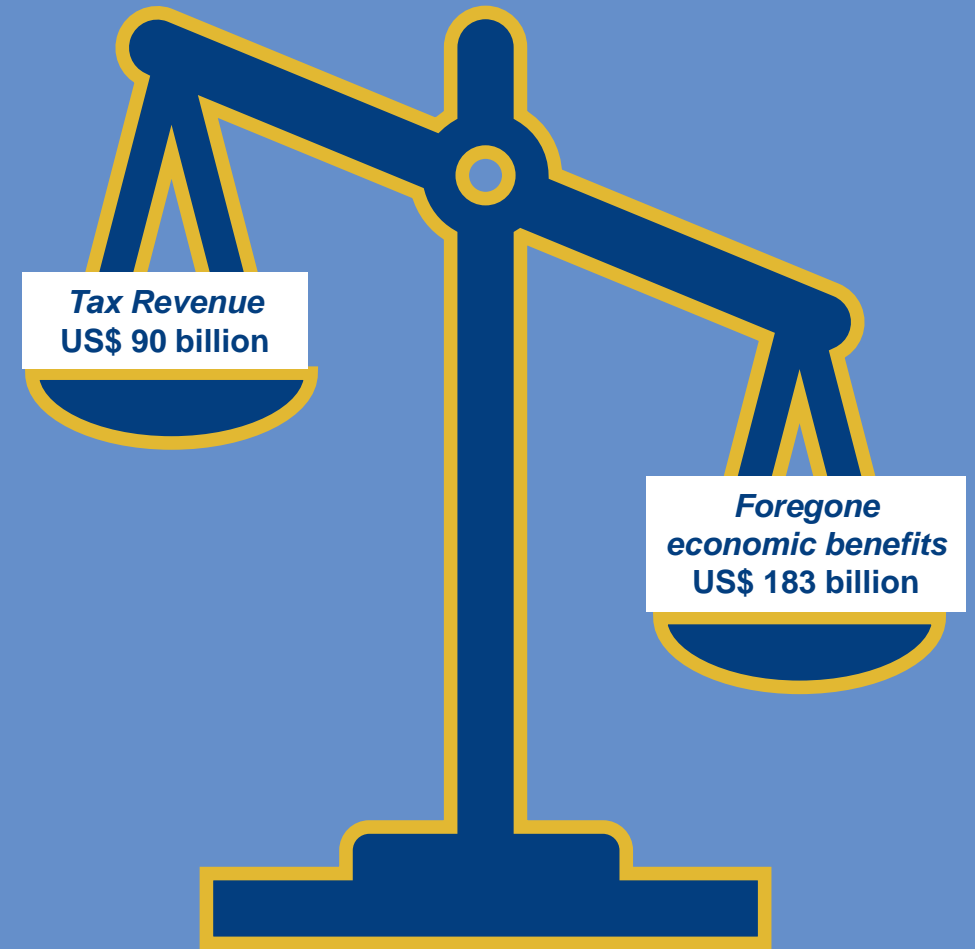 Tax Revenue
US$ 90 billion
Foregone
economic benefits
US$ 183 billion